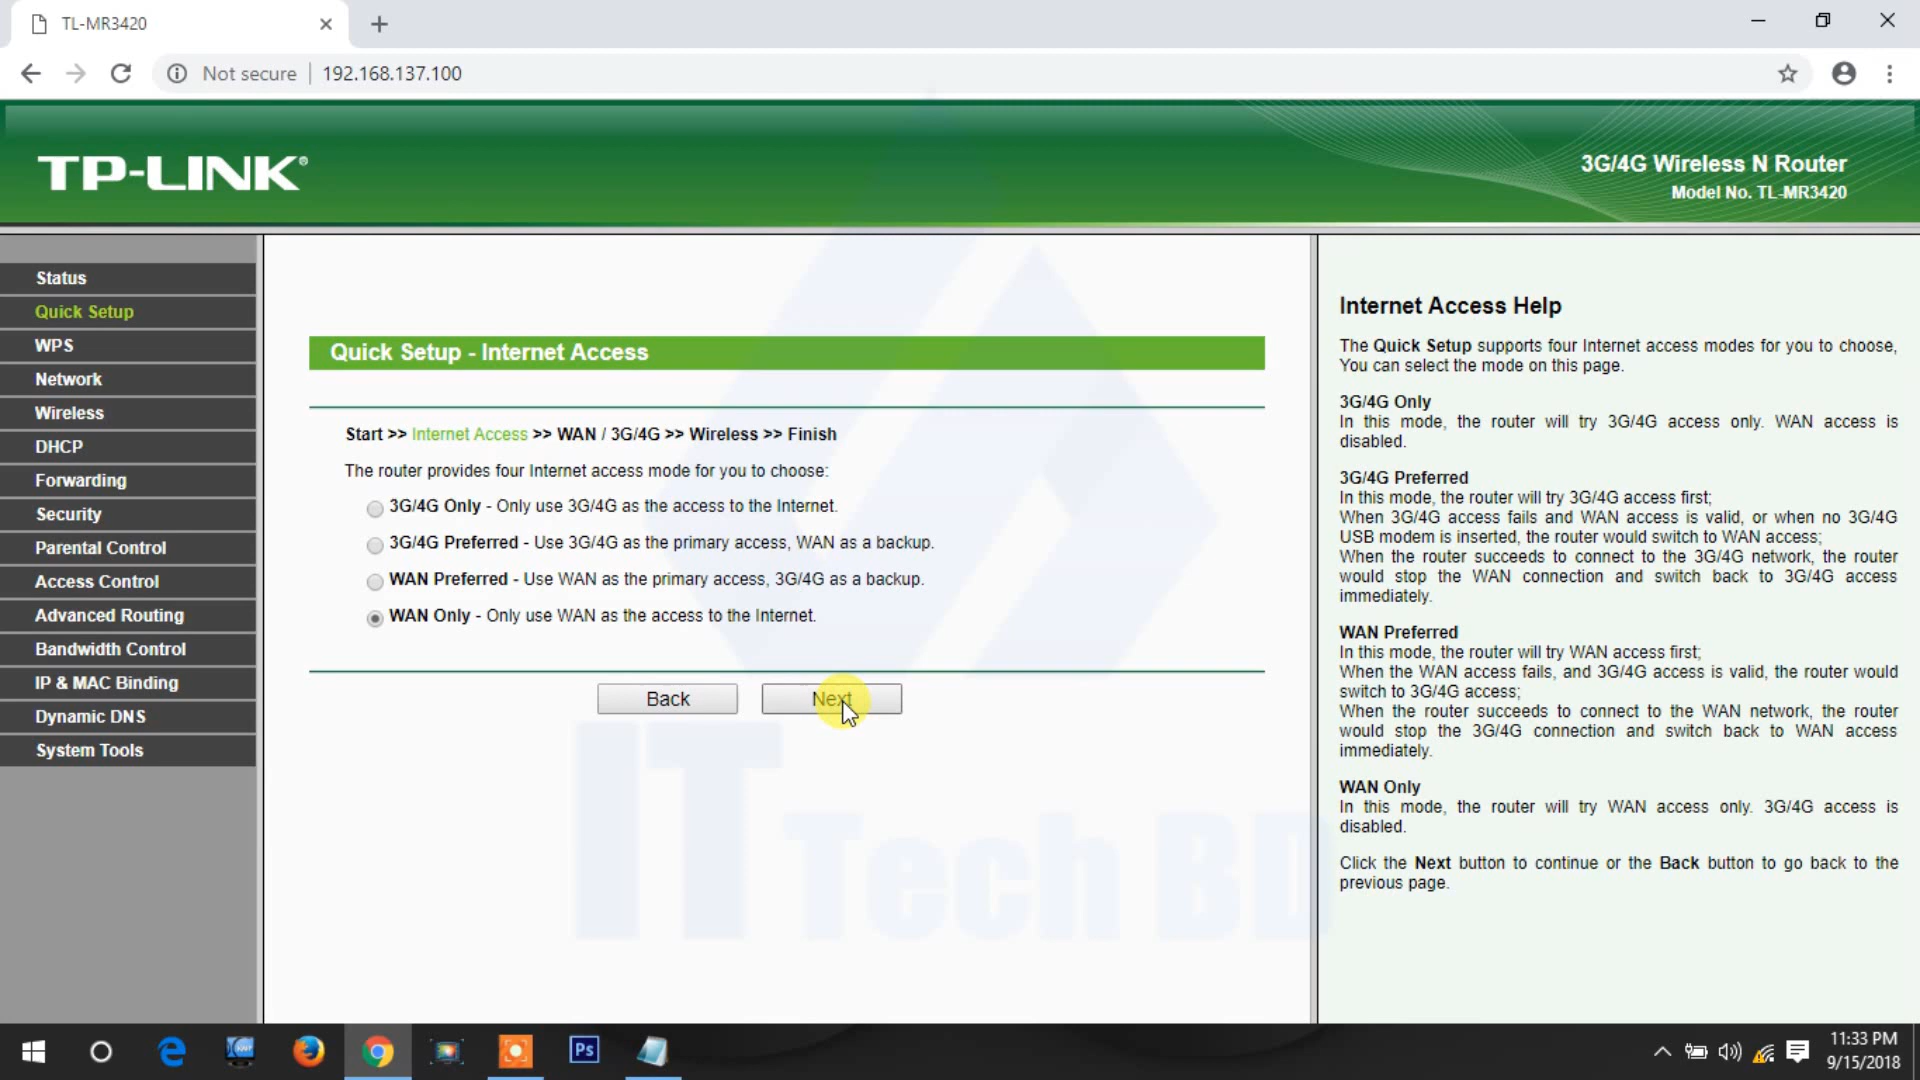 TL-MR3420
Not secure
192.168.137.100
TP-LINK®
3G/4G Wireless N Router
Model No. TL-MR3420
Status
Quick Setup
WPS
Network
Wireless
DHCP
Forwarding
Security
Parental Control
Access Control
Advanced Routing
Bandwidth Control
IP & MAC Binding
Dynamic DNS
System Tools
Quick Setup - Internet Access
Start >> Internet Access >> WAN / 3G/4G >> Wireless >> Finish
The router provides four Internet access mode for you to choose:
3G/4G Only - Only use 3G/4G as the access to the Internet.
3G/4G Preferred - Use 3G/4G as the primary access, WAN as a backup.
WAN Preferred - Use WAN as the primary access, 3G/4G as a backup.
WAN Only - Only use WAN as the access to the Internet.
Back
Next
IT Tech BD
Internet Access Help
The Quick Setup supports four Internet access modes for you to choose,
You can select the mode on this page.
3G/4G Only
In this mode, the router will try 3G/4G access only. WAN access is
disabled.
3G/4G Preferred
In this mode, the router will try 3G/4G access first;
When 3G/4G access fails and WAN access is valid, or when no 3G/4G
USB modem is inserted, the router would switch to WAN access;
When the router succeeds to connect to the 3G/4G network, the router
would stop the WAN connection and switch back to 3G/4G access
immediately.
WAN Preferred
In this mode, the router will try WAN access first;
When the WAN access fails, and 3G/4G access is valid, the router would
switch to 3G/4G access;
When the router succeeds to connect to the WAN network, the router
would stop the 3G/4G connection and switch back to WAN access
immediately.
WAN Only
In this mode, the router will try WAN access only. 3G/4G access is
disabled.
Click the Next button to continue or the Back button to go back to the
previous page.
Ps
11:33 PM
9/15/2018